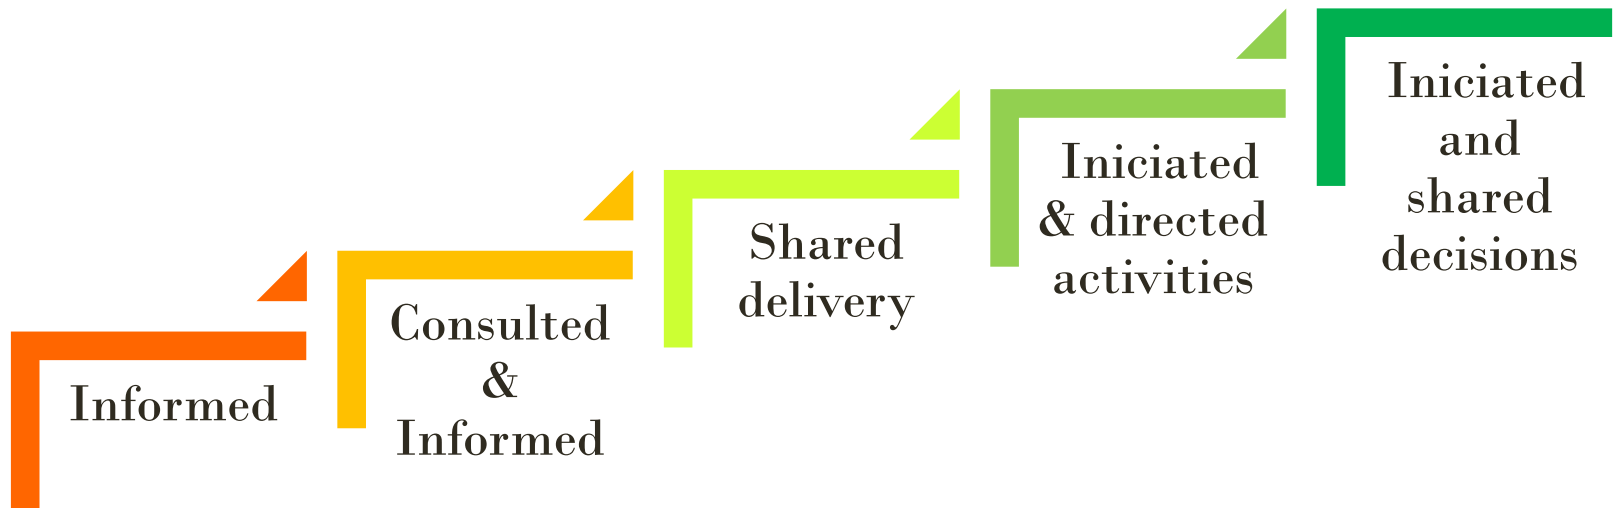 Informed
Consulted
&
Informed
Shared
delivery
Iniciated
& directed
activities
Iniciated
and
shared
decisions